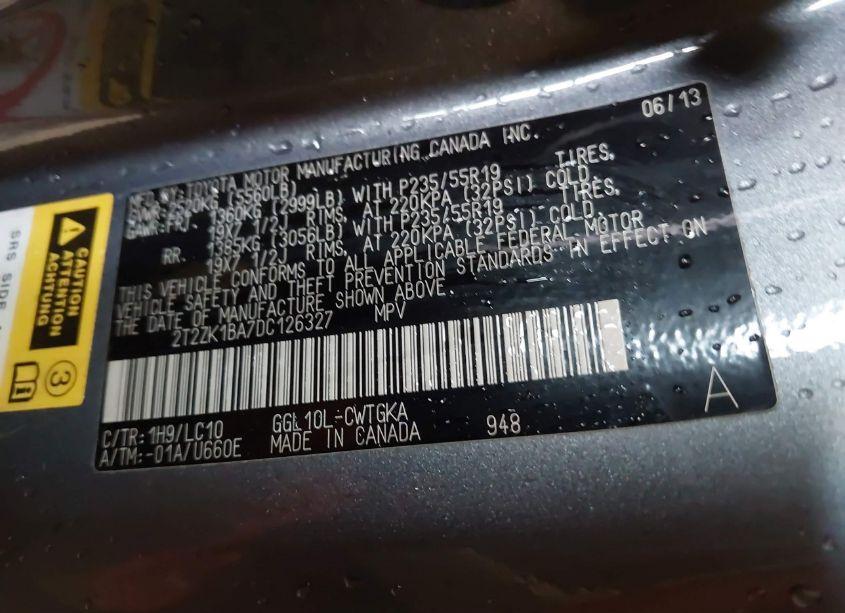 06/13
MFD.BY:TOYOTA MOTOR MANUFACTURING CANADA INC.
GVWR:2520KG (5560LB)
GAWR:FRT 1360KG (2999LB) WITH P235/55R19 TIRES,
19X7 1/2J RIMS, AT 220KPA (32PSI) COLD.
RR. 1385KG (3056LB) WITH P235/55R19 TIRES,
19X7 1/2J RIMS, AT 220KPA (32PSI) COLD.
THIS VEHICLE CONFORMS TO ALL APPLICABLE FEDERAL MOTOR
VEHICLE SAFETY AND THEFT PREVENTION STANDARDS IN EFFECT ON
THE DATE OF MANUFACTURE SHOWN ABOVE.
2T2ZK1BA7DC126327 MPV
C/TR:1H9/LC10 GGL10L-CWTGKA
A/TM:-01A/U660E MADE IN CANADA 948
A
CAUTION
ATTENTION
ACHTUNG
3
SRS SIDE